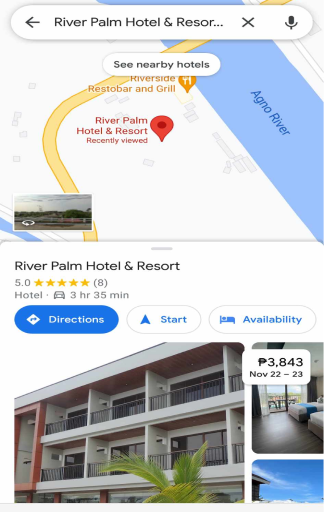 River Palm Hotel & Resor...
See nearby hotels
Riverside
Restobar and Grill
Agno River
River Palm
Hotel & Resort
Recently viewed
River Palm Hotel & Resort
5.0 (8)
Hotel · 3 hr 35 min
Directions
Start
Availability
₱3,843
Nov 22 – 23